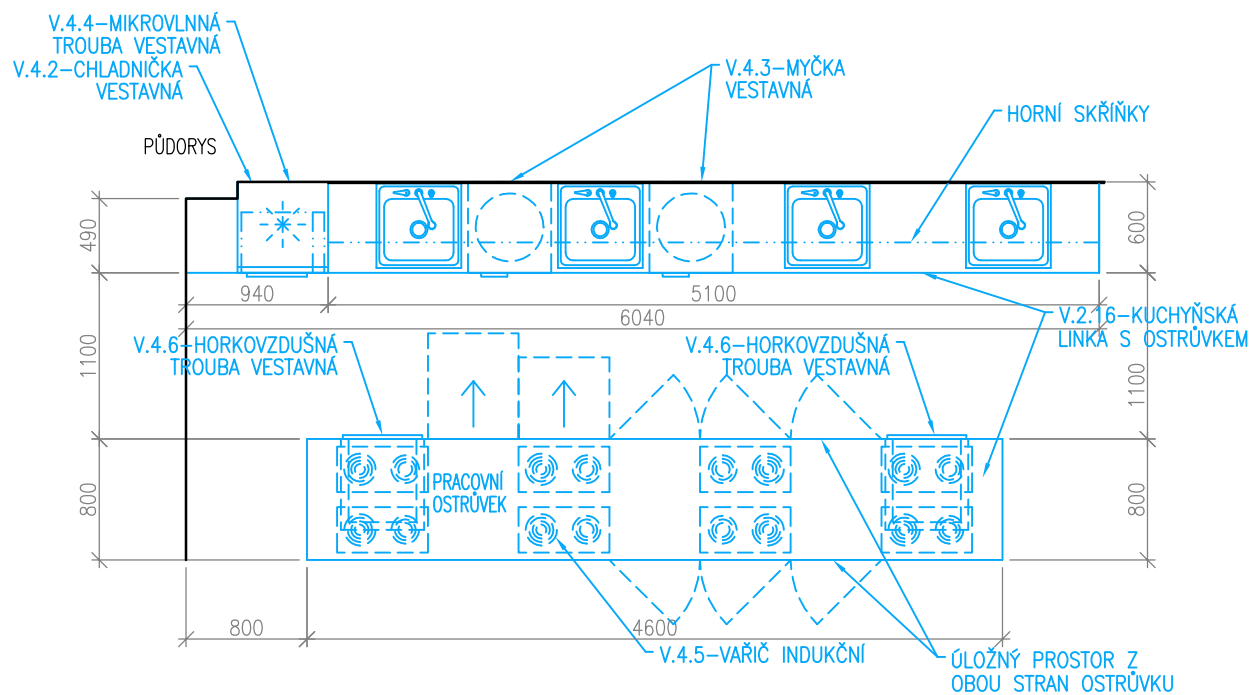 V.4.4-MIKROVLNNÁ
TROUBA VESTAVNÁ
V.4.2-CHLADNIČKA
VESTAVNÁ
V.4.3-MYČKA
VESTAVNÁ
HORNÍ SKŘÍŇKY
PŮDORYS
490
600
940
5100
6040
V.2.16-KUCHYŇSKÁ
LINKA S OSTRŮVKEM
1100
V.4.6-HORKOVZDUŠNÁ
TROUBA VESTAVNÁ
V.4.6-HORKOVZDUŠNÁ
TROUBA VESTAVNÁ
1100
PRACOVNÍ
OSTRŮVEK
800
800
800
4600
V.4.5-VAŘIČ INDUKČNÍ
ÚLOŽNÝ PROSTOR Z
OBOU STRAN OSTRŮVKU